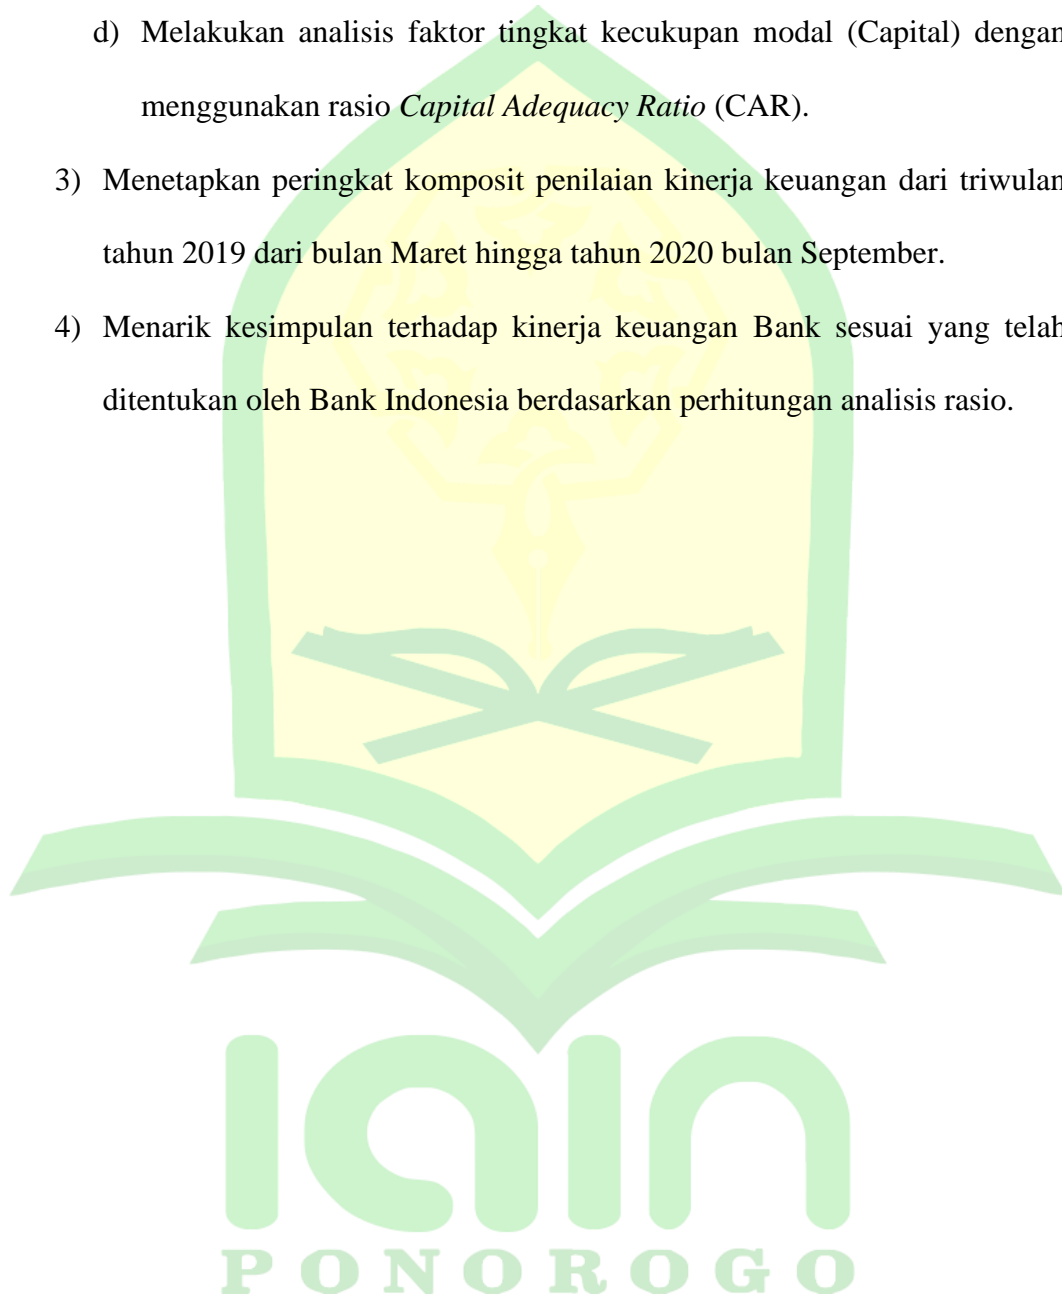 d) Melakukan analisis faktor tingkat kecukupan modal (Capital) dengan
menggunakan rasio Capital Adequacy Ratio (CAR).
3) Menetapkan peringkat komposit penilaian kinerja keuangan dari triwulan
tahun 2019 dari bulan Maret hingga tahun 2020 bulan September.
4) Menarik kesimpulan terhadap kinerja keuangan Bank sesuai yang telah
ditentukan oleh Bank Indonesia berdasarkan perhitungan analisis rasio.
IAIN
PONOROGO